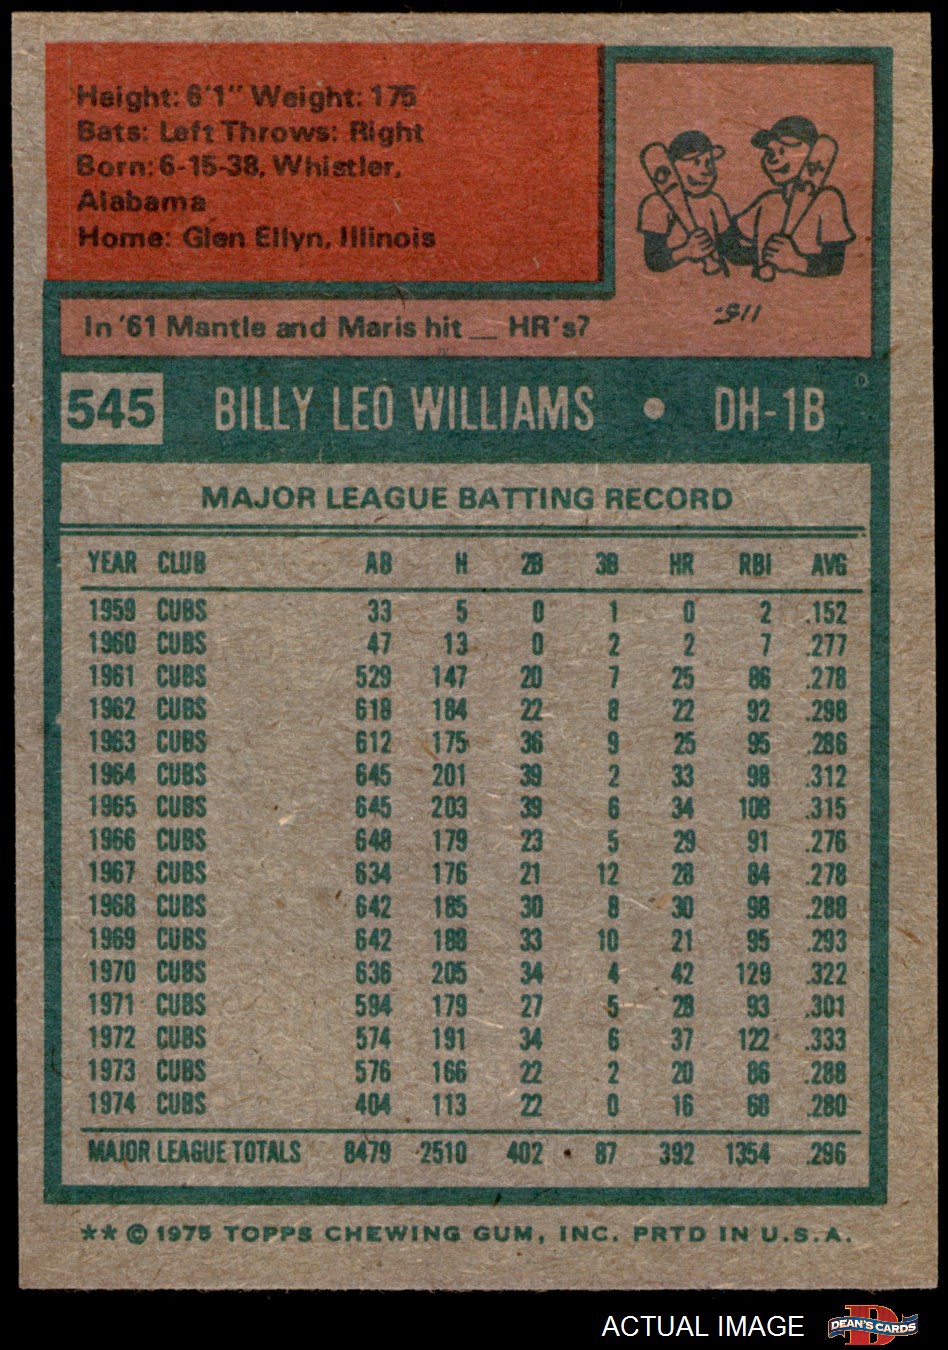 Height: 6'1" Weight: 175
Bats: Left Throws: Right
Born: 6-15-38, Whistler,
Alabama
Home: Glen Ellyn, Illinois
61
54
In '61 Mantle and Maris hit __ HR's?
545 BILLY LEO WILLIAMS • DH-1B
MAJOR LEAGUE BATTING RECORD
YEAR CLUB AB H 2B 3B HR RBI AVG
1959 CUBS 33 5 0 1 0 2 .152
1960 CUBS 47 13 0 2 2 7 .277
1961 CUBS 529 147 20 7 25 86 .278
1962 CUBS 618 184 22 8 22 92 .298
1963 CUBS 612 175 36 9 25 95 .286
1964 CUBS 645 201 39 2 33 98 .312
1965 CUBS 645 203 39 6 34 108 .315
1966 CUBS 648 179 23 5 29 91 .276
1967 CUBS 634 176 21 12 28 84 .278
1968 CUBS 642 185 30 8 30 98 .288
1969 CUBS 642 188 33 10 21 95 .293
1970 CUBS 636 205 34 4 42 129 .322
1971 CUBS 594 179 27 5 28 93 .301
1972 CUBS 574 191 34 6 37 122 .333
1973 CUBS 576 166 22 2 20 86 .288
1974 CUBS 404 113 22 0 16 68 .280
MAJOR LEAGUE TOTALS 8479 2510 402 87 392 1354 .296
** © 1975 TOPPS CHEWING GUM, INC. PRTD IN U.S.A.
ACTUAL IMAGE
D
DEAN'S CARDS